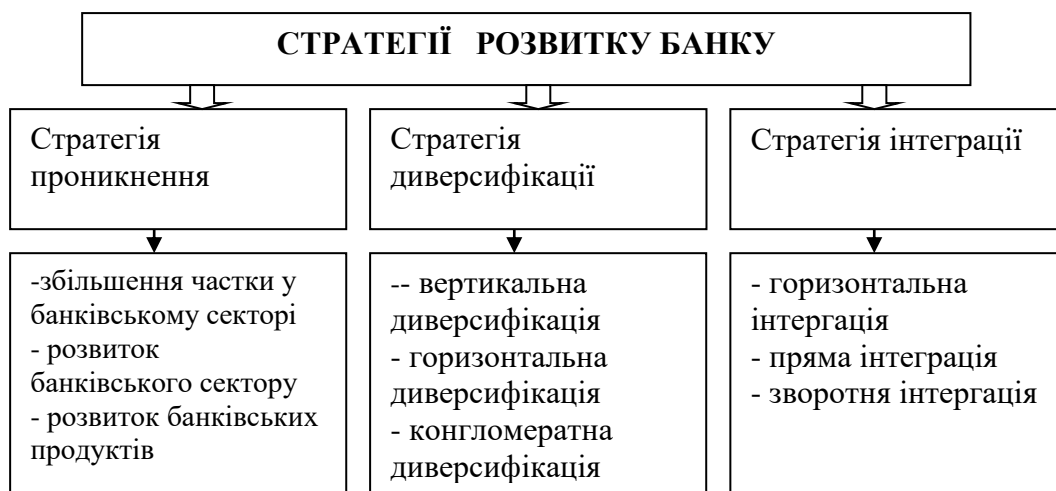 СТРАТЕГІЇ РОЗВИТКУ БАНКУ
Стратегія
проникнення
Стратегія
диверсифікації
Стратегія інтеграції
-збільшення частки у
банківському секторі
- розвиток
банківського сектору
- розвиток банківських
продуктів
-- вертикальна
диверсифікація
- горизонтальна
диверсифікація
- конгломератна
диверсифікація
- горизонтальна
інтергація
- пряма інтеграція
- зворотня інтергація